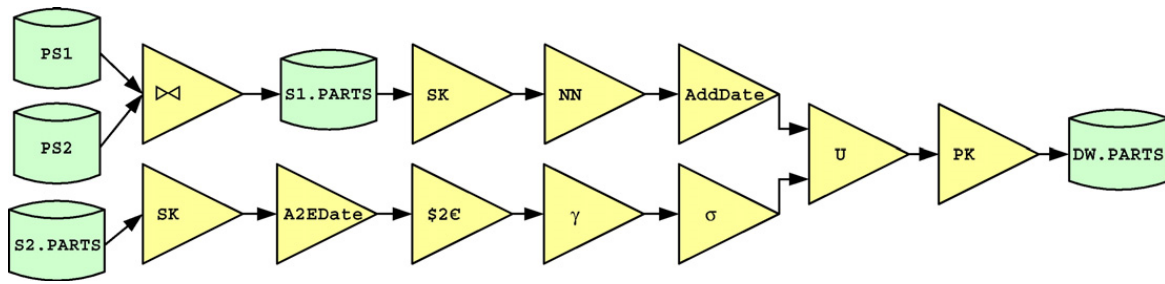 PS1
PS2
⋈
S1.PARTS
SK
NN
AddDate
U
PK
DW.PARTS
S2.PARTS
SK
A2EDate
$2€
γ
σ